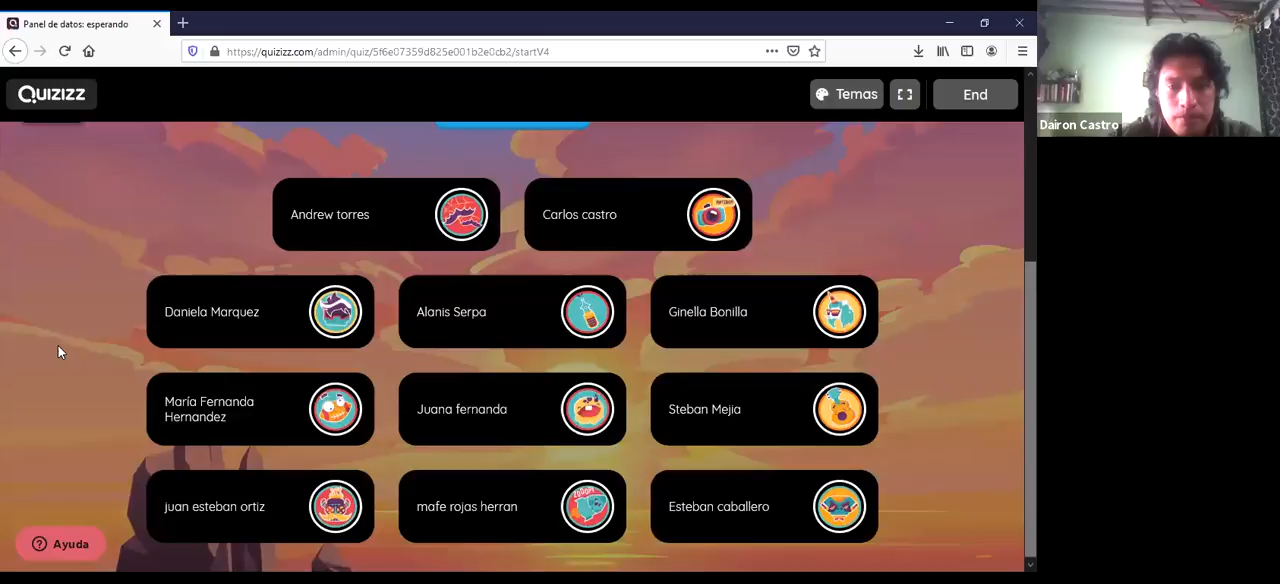 Panel de datos: esperando
https://quizizz.com/admin/quiz/5f6e07359d825e001b2e0cb2/startV4
Quizizz
Temas
End
Dairon Castro
Andrew torres
Carlos castro
Daniela Marquez
Alanis Serpa
Ginella Bonilla
María Fernanda
Hernandez
Juana fernanda
Steban Mejia
juan esteban ortiz
mafe rojas herran
Esteban caballero
Ayuda